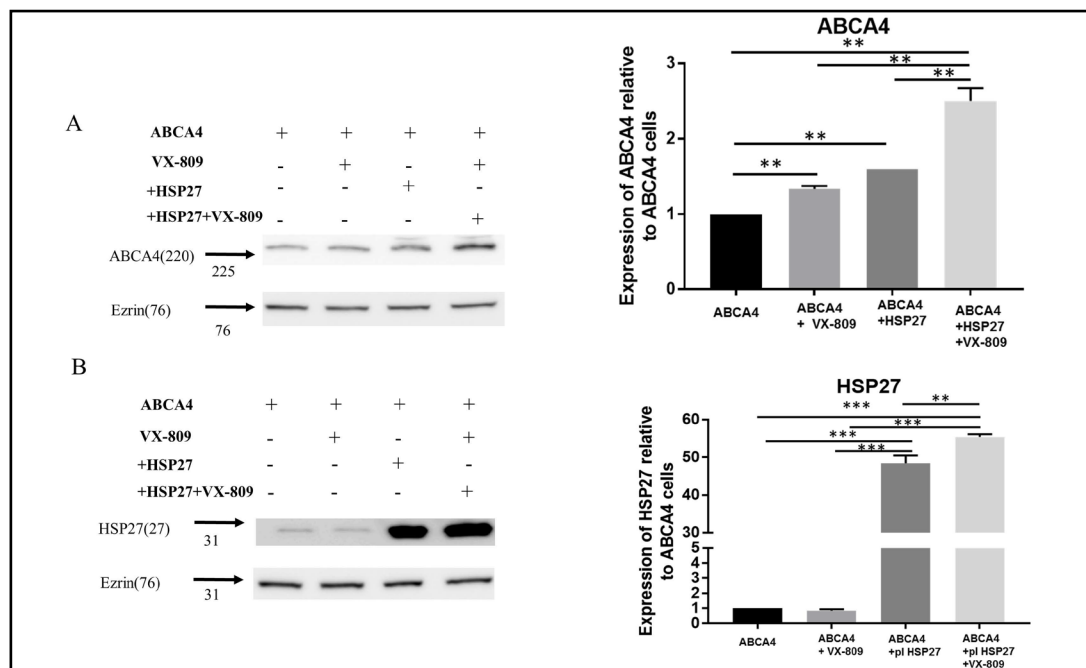 A
ABCA4 + + + +
VX-809 - + - +
+HSP27 - - + -
+HSP27+VX-809 - - - +
ABCA4(220)
225
Ezrin(76)
76
ABCA4
Expression of ABCA4 relative
to ABCA4 cells
3
2
1
0
**
**
**
**
**
ABCA4
ABCA4
+ VX-809
ABCA4
+HSP27
ABCA4
+HSP27
+VX-809
B
ABCA4 + + + +
VX-809 - + - +
+HSP27 - - + -
+HSP27+VX-809 - - - +
HSP27(27)
31
Ezrin(76)
31
HSP27
Expression of HSP27 relative
to ABCA4 cells
60
50
40
30
5
4
3
2
1
0
**
***
***
***
***
ABCA4
ABCA4
+ VX-809
ABCA4
+pl HSP27
ABCA4
+pl HSP27
+VX-809